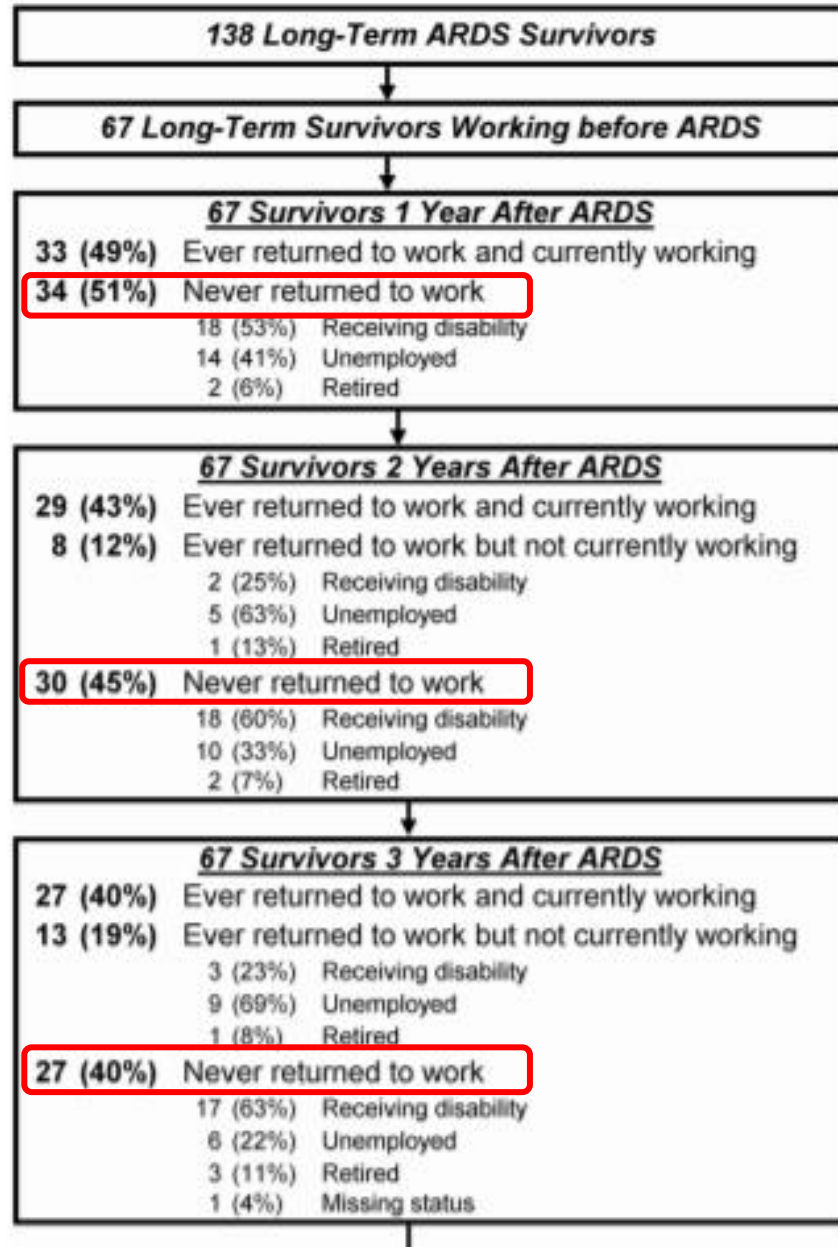 138 Long-Term ARDS Survivors
67 Long-Term Survivors Working before ARDS
67 Survivors 1 Year After ARDS
33 (49%) Ever returned to work and currently working
34 (51%) Never returned to work
18 (53%) Receiving disability
14 (41%) Unemployed
2 (6%) Retired
67 Survivors 2 Years After ARDS
29 (43%) Ever returned to work and currently working
8 (12%) Ever returned to work but not currently working
2 (25%) Receiving disability
5 (63%) Unemployed
1 (13%) Retired
30 (45%) Never returned to work
18 (60%) Receiving disability
10 (33%) Unemployed
2 (7%) Retired
67 Survivors 3 Years After ARDS
27 (40%) Ever returned to work and currently working
13 (19%) Ever returned to work but not currently working
3 (23%) Receiving disability
9 (69%) Unemployed
1 (8%) Retired
27 (40%) Never returned to work
17 (63%) Receiving disability
6 (22%) Unemployed
3 (11%) Retired
1 (4%) Missing status